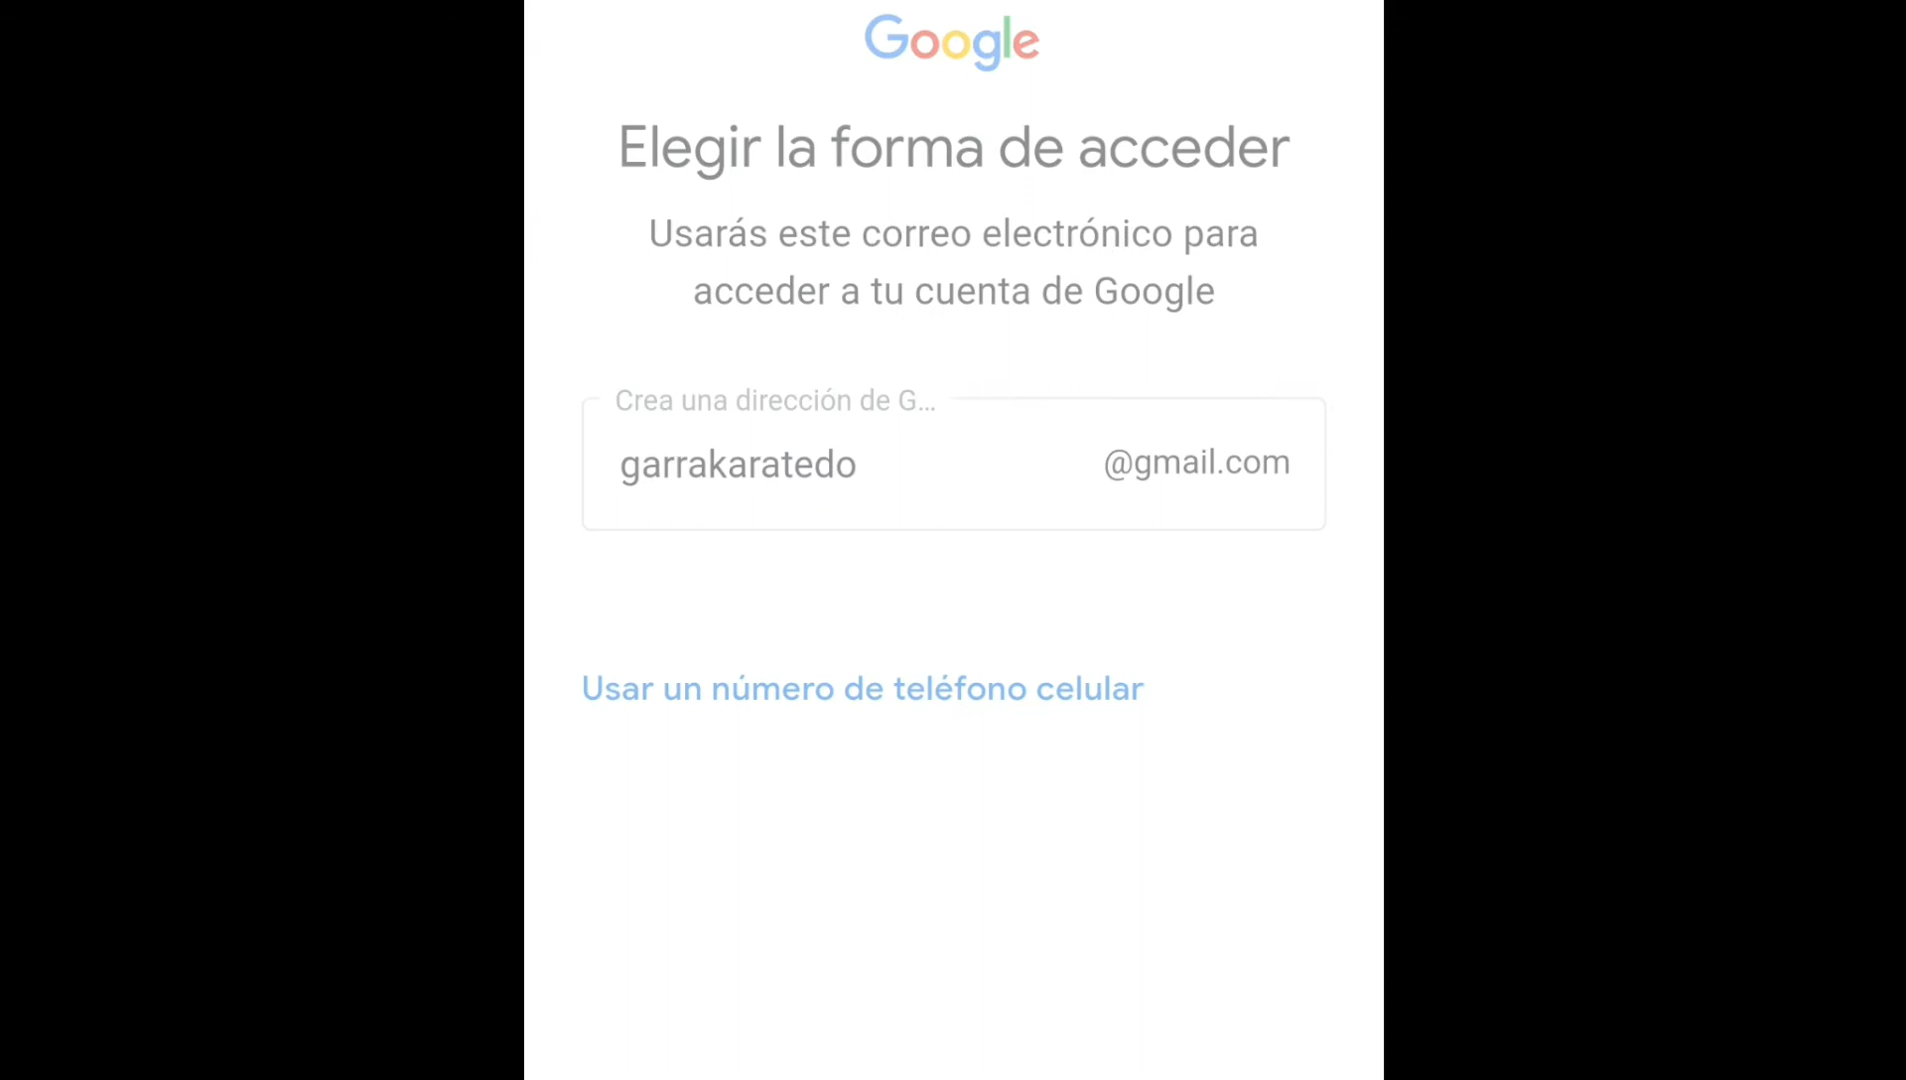 Google
Elegir la forma de acceder
Usarás este correo electrónico para
acceder a tu cuenta de Google
Crea una dirección de G...
garrakaratedo @gmail.com
Usar un número de teléfono celular